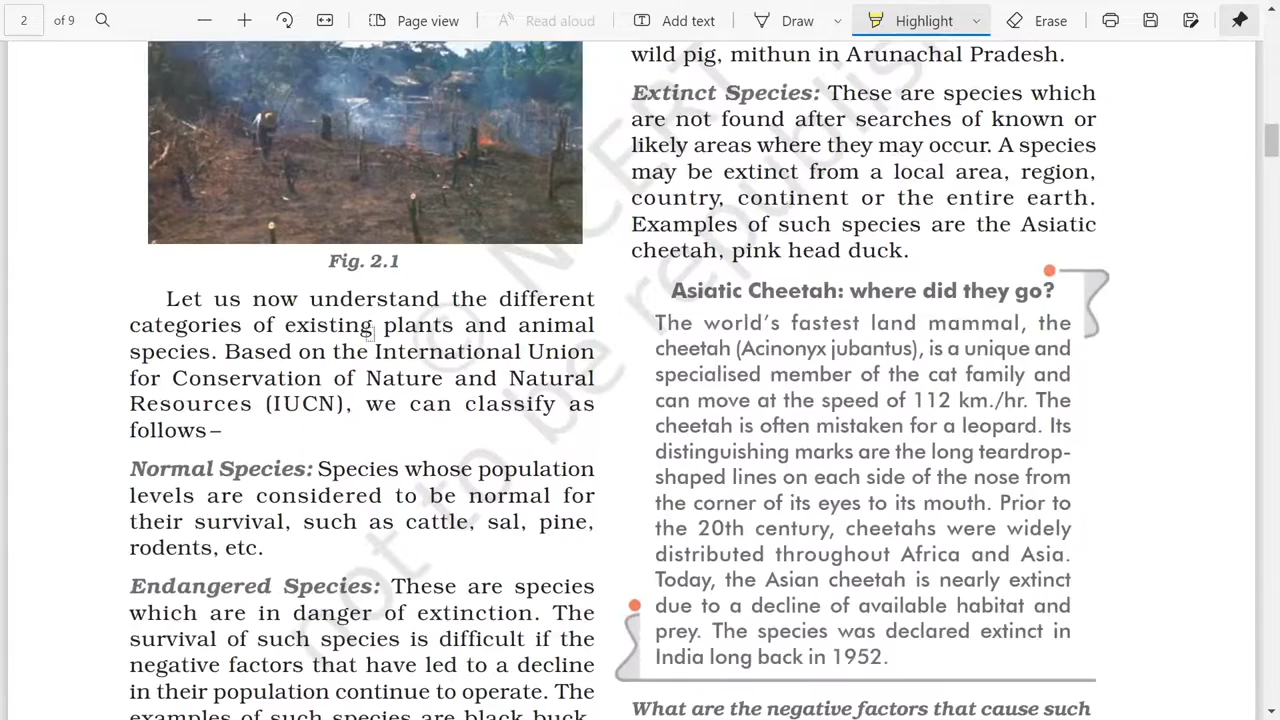 2
of 9
Page view
Read aloud
Add text
Draw
Highlight
Erase
Fig. 2.1
Let us now understand the different
categories of existing plants and animal
species. Based on the International Union
for Conservation of Nature and Natural
Resources (IUCN), we can classify as
follows –
Normal Species: Species whose population
levels are considered to be normal for
their survival, such as cattle, sal, pine,
rodents, etc.
Endangered Species: These are species
which are in danger of extinction. The
survival of such species is difficult if the
negative factors that have led to a decline
in their population continue to operate. The
examples of such species are black buck,
wild pig, mithun in Arunachal Pradesh.
Extinct Species: These are species which
are not found after searches of known or
likely areas where they may occur. A species
may be extinct from a local area, region,
country, continent or the entire earth.
Examples of such species are the Asiatic
cheetah, pink head duck.
Asiatic Cheetah: where did they go?
The world's fastest land mammal, the
cheetah (Acinonyx jubantus), is a unique and
specialised member of the cat family and
can move at the speed of 112 km./hr. The
cheetah is often mistaken for a leopard. Its
distinguishing marks are the long teardrop-
shaped lines on each side of the nose from
the corner of its eyes to its mouth. Prior to
the 20th century, cheetahs were widely
distributed throughout Africa and Asia.
Today, the Asian cheetah is nearly extinct
due to a decline of available habitat and
prey. The species was declared extinct in
India long back in 1952.
What are the negative factors that cause such
© NCERT
not to be republish